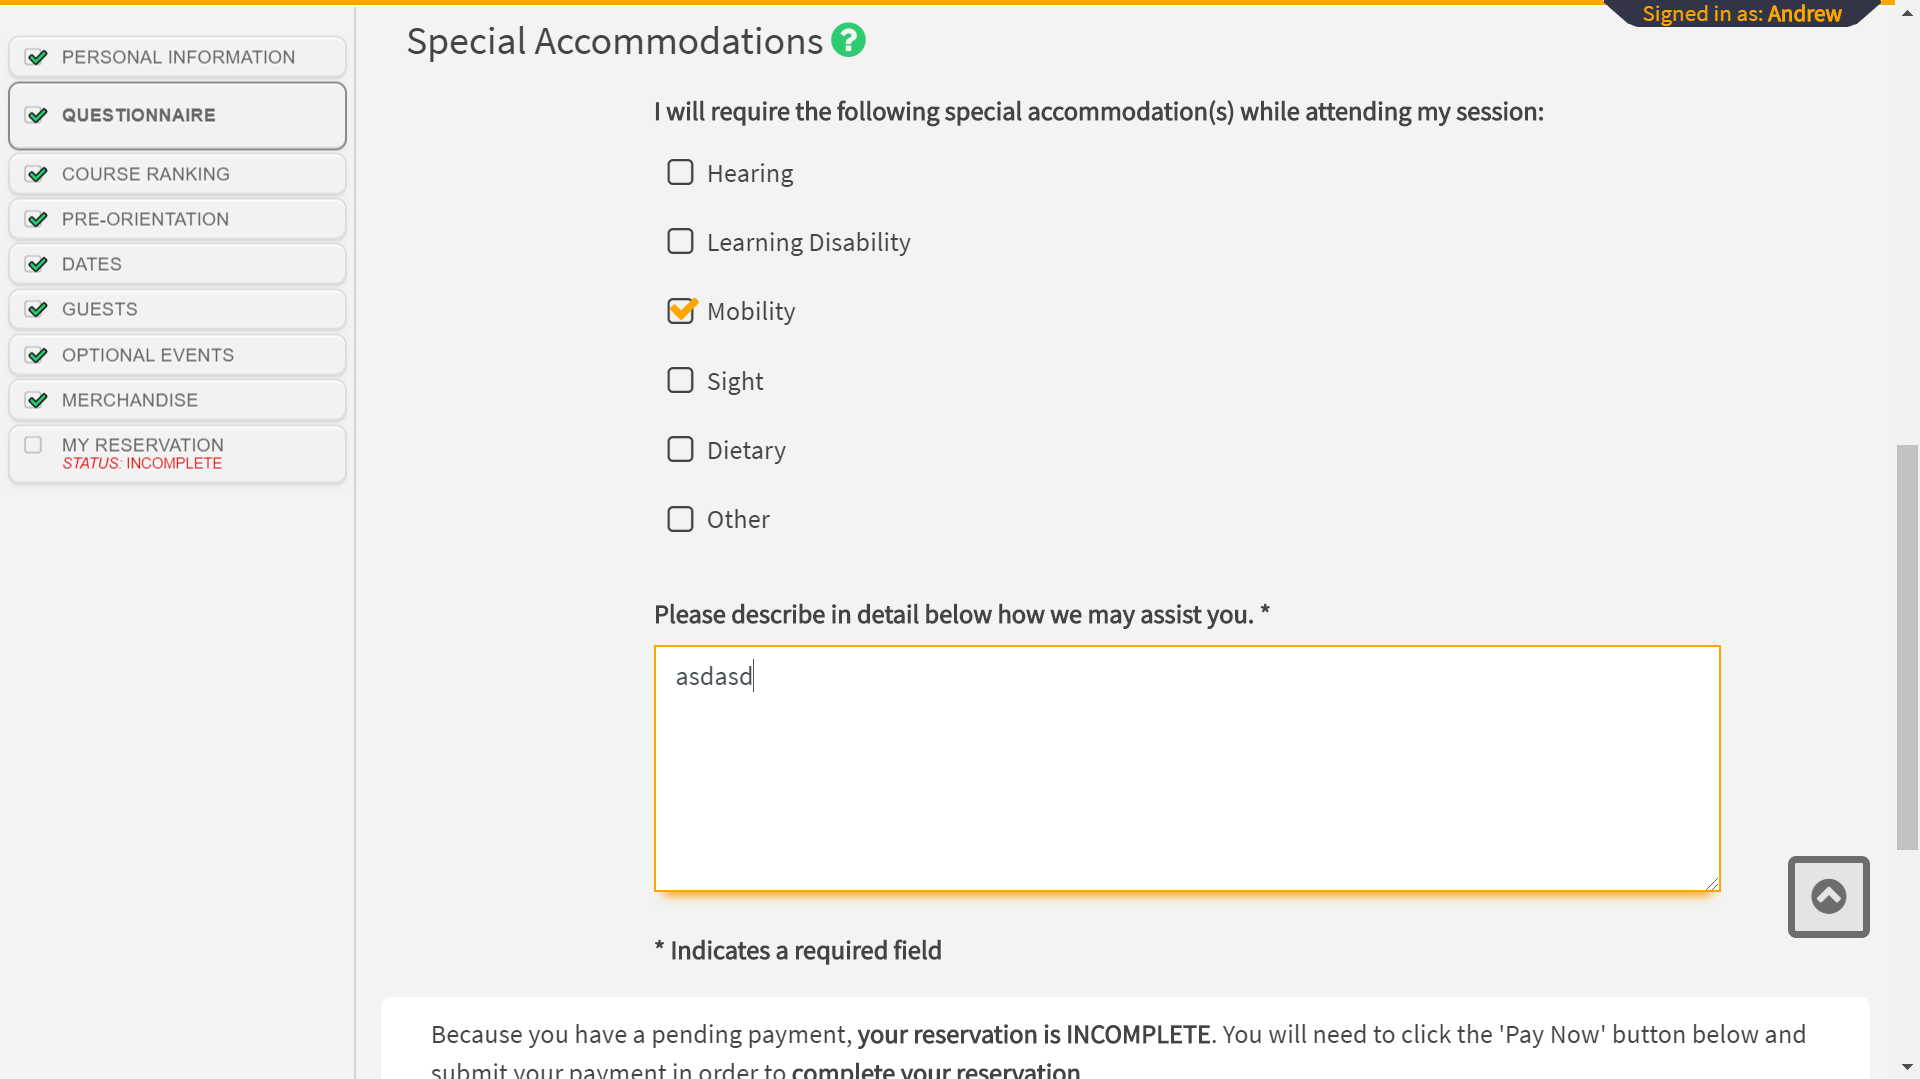 Signed in as: Andrew
PERSONAL INFORMATION
QUESTIONNAIRE
COURSE RANKING
PRE-ORIENTATION
DATES
GUESTS
OPTIONAL EVENTS
MERCHANDISE
MY RESERVATION
STATUS: INCOMPLETE
Special Accommodations ?
I will require the following special accommodation(s) while attending my session:
Hearing
Learning Disability
Mobility
Sight
Dietary
Other
Please describe in detail below how we may assist you. *
asdasd
* Indicates a required field
Because you have a pending payment, your reservation is INCOMPLETE. You will need to click the 'Pay Now' button below and
submit your payment in order to complete your reservation.